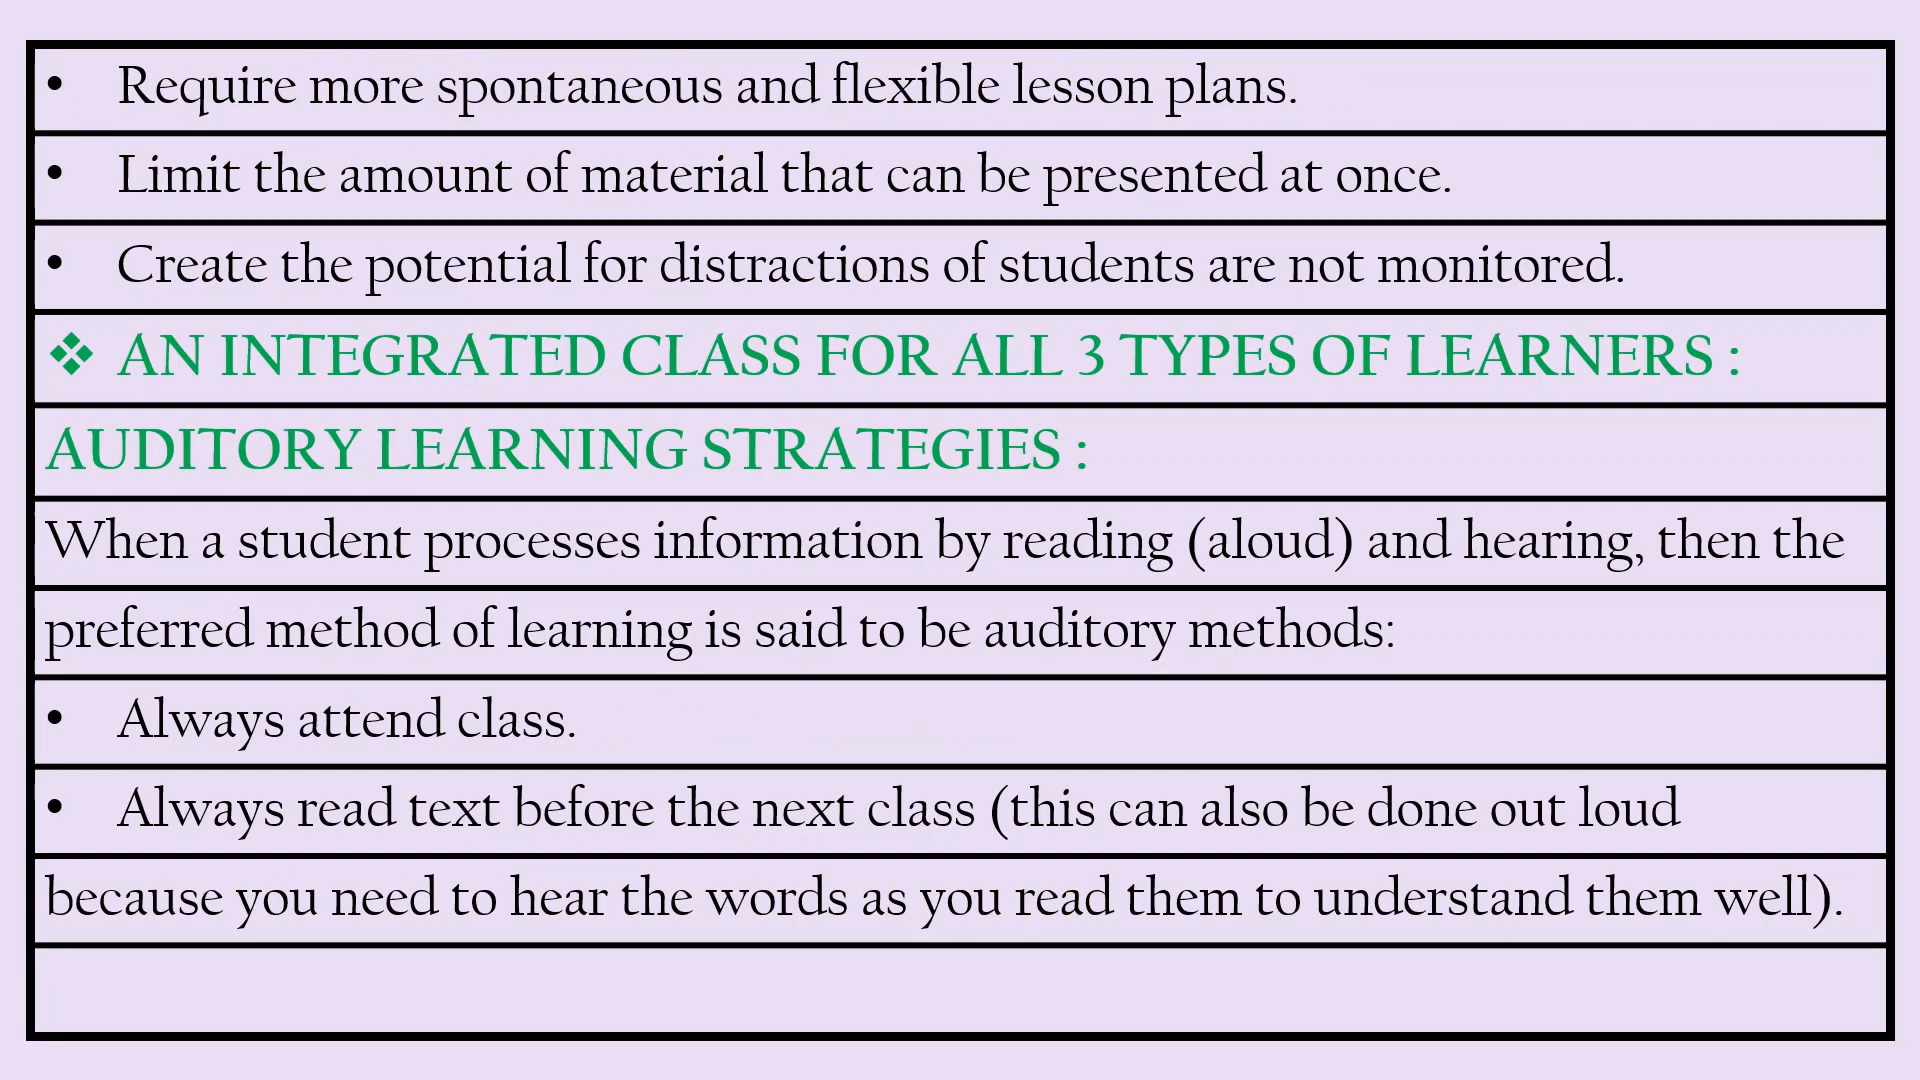 • Require more spontaneous and flexible lesson plans.
• Limit the amount of material that can be presented at once.
• Create the potential for distractions of students are not monitored.
❖ AN INTEGRATED CLASS FOR ALL 3 TYPES OF LEARNERS :
AUDITORY LEARNING STRATEGIES :
When a student processes information by reading (aloud) and hearing, then the
preferred method of learning is said to be auditory methods:
• Always attend class.
• Always read text before the next class (this can also be done out loud
because you need to hear the words as you read them to understand them well).